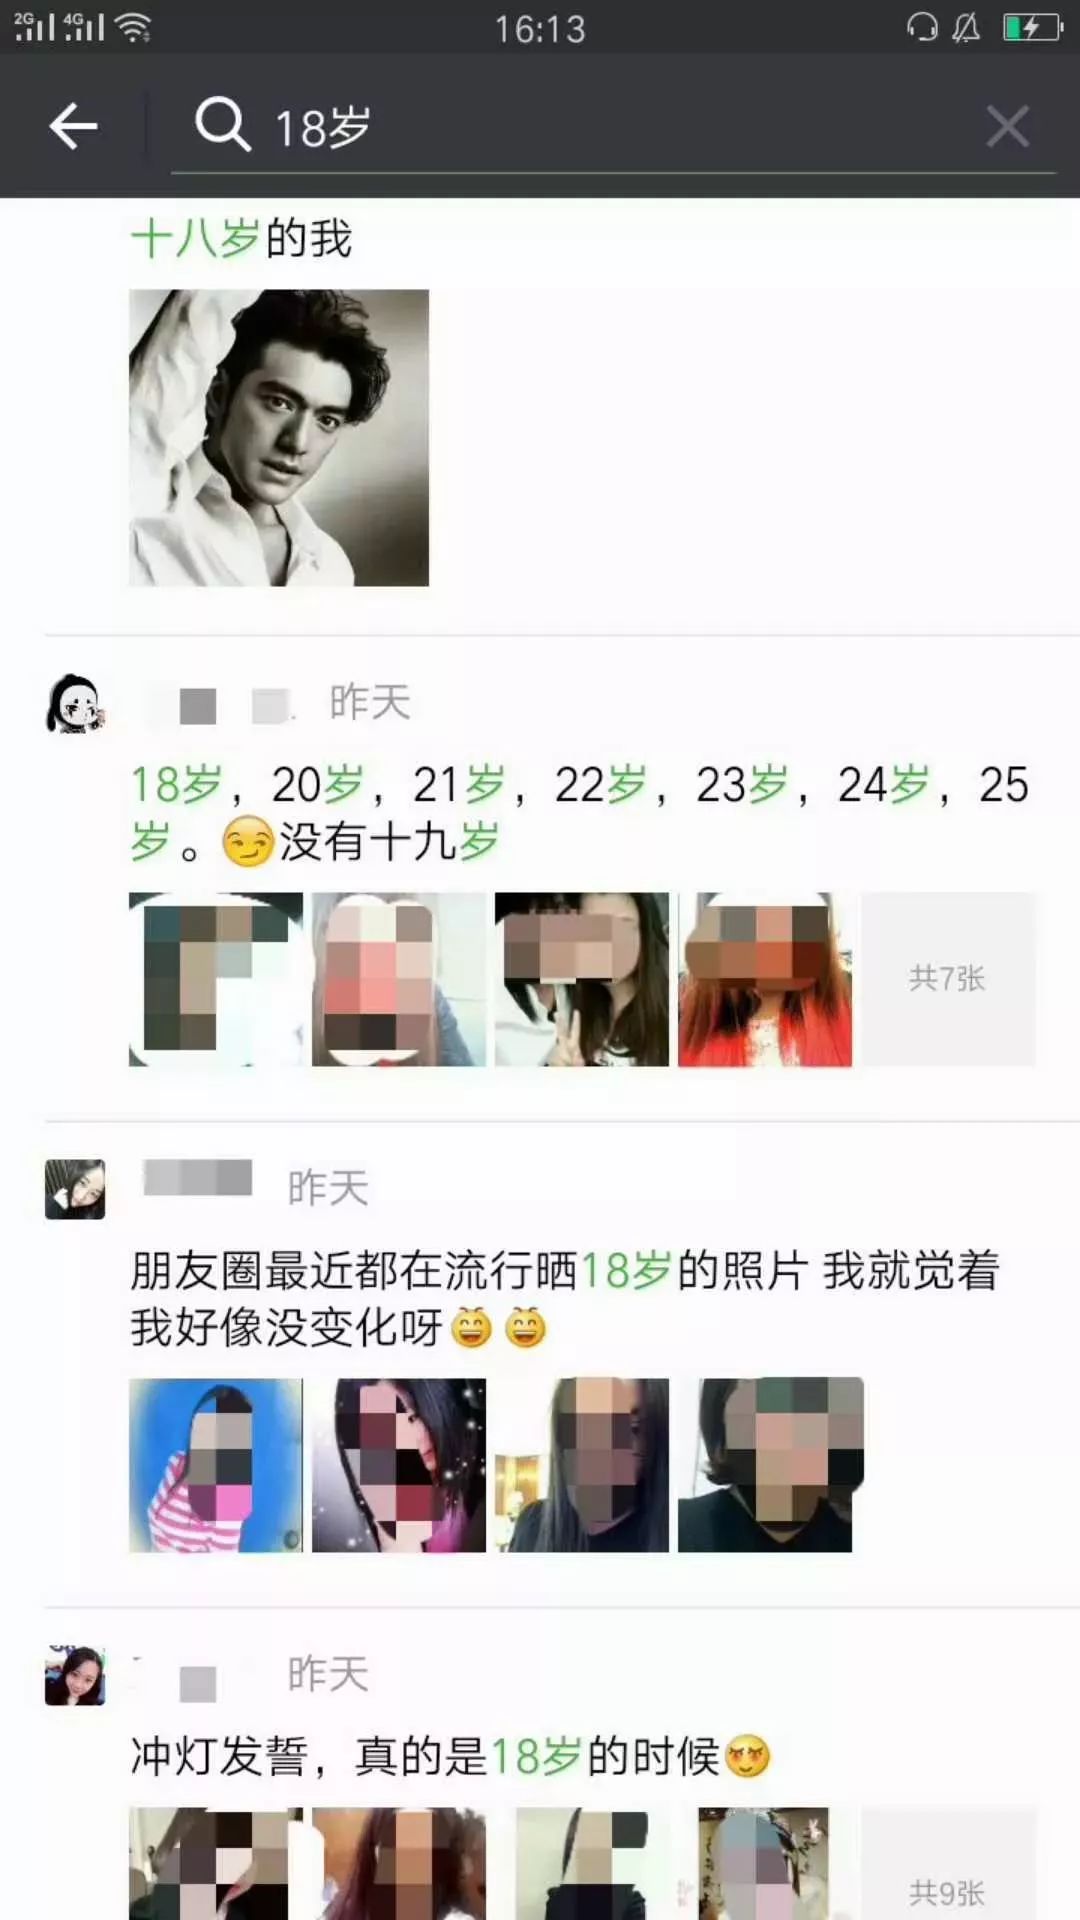 2G 4G 16:13
18岁
十八岁的我
昨天
18岁，20岁，21岁，22岁，23岁，24岁，25
岁。😏没有十九岁
共7张
昨天
朋友圈最近都在流行晒18岁的照片 我就觉着
我好像没变化呀😄😄
昨天
冲灯发誓，真的是18岁的时候😍
共9张